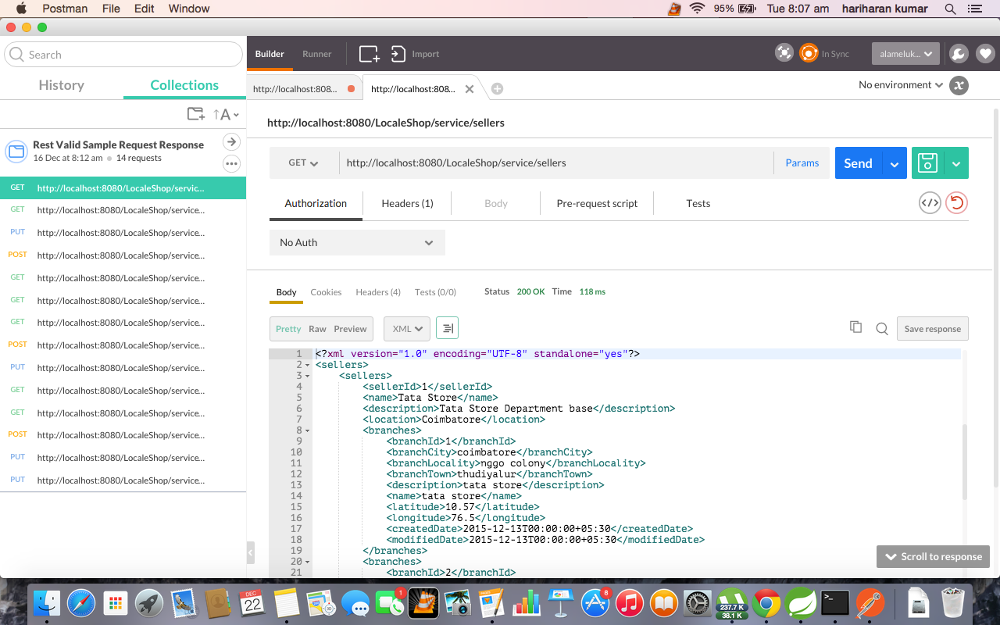 Postman File Edit Window 95% Tue 8:07 am hariharan kumar
Search
History Collections
A
Rest Valid Sample Request Response
16 Dec at 8:12 am 14 requests
GET http://localhost:8080/LocaleShop/servic...
GET http://localhost:8080/LocaleShop/service...
PUT http://localhost:8080/LocaleShop/service...
POST http://localhost:8080/LocaleShop/service...
GET http://localhost:8080/LocaleShop/service...
GET http://localhost:8080/LocaleShop/service...
GET http://localhost:8080/LocaleShop/service...
POST http://localhost:8080/LocaleShop/service...
PUT http://localhost:8080/LocaleShop/service...
GET http://localhost:8080/LocaleShop/service...
GET http://localhost:8080/LocaleShop/service...
POST http://localhost:8080/LocaleShop/service...
PUT http://localhost:8080/LocaleShop/service...
PUT http://localhost:8080/LocaleShop/service...
Builder Runner Import In Sync alameluk...
http://localhost:808... http://localhost:808... No environment x
http://localhost:8080/LocaleShop/service/sellers
GET http://localhost:8080/LocaleShop/service/sellers Params Send
Authorization Headers (1) Body Pre-request script Tests
No Auth
Body Cookies Headers (4) Tests (0/0) Status 200 OK Time 118 ms
Pretty Raw Preview XML Save response
1 <?xml version="1.0" encoding="UTF-8" standalone="yes"?>
2 <sellers>
3 <sellers>
4 <sellerId>1</sellerId>
5 <name>Tata Store</name>
6 <description>Tata Store Department base</description>
7 <location>Coimbatore</location>
8 <branches>
9 <branchId>1</branchId>
10 <branchCity>coimbatore</branchCity>
11 <branchLocality>nggo colony</branchLocality>
12 <branchTown>thudiyalur</branchTown>
13 <description>tata store</description>
14 <name>tata store</name>
15 <latitude>10.57</latitude>
16 <longitude>76.5</longitude>
17 <createdDate>2015-12-13T00:00:00+05:30</createdDate>
18 <modifiedDate>2015-12-13T00:00:00+05:30</modifiedDate>
19 </branches>
20 <branches>
21 <branchId>2</branchId>
Scroll to response
DEC
22
1
8
237.7 K
38.1 K